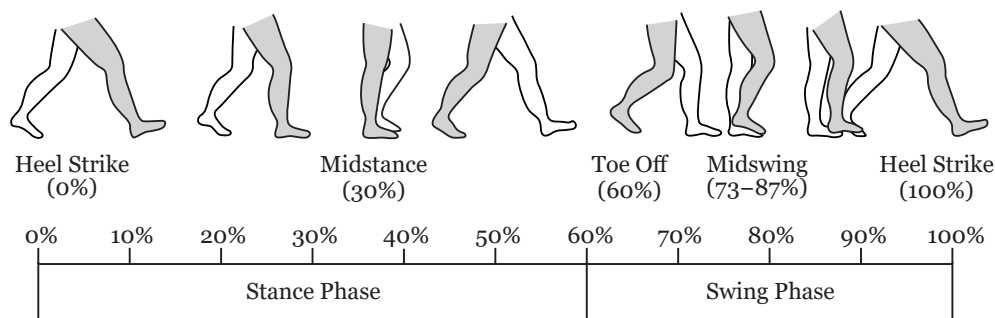 Heel Strike
(0%)
Midstance
(30%)
Toe Off
(60%)
Midswing
(73–87%)
Heel Strike
(100%)
0% 10% 20% 30% 40% 50% 60% 70% 80% 90% 100%
Stance Phase Swing Phase